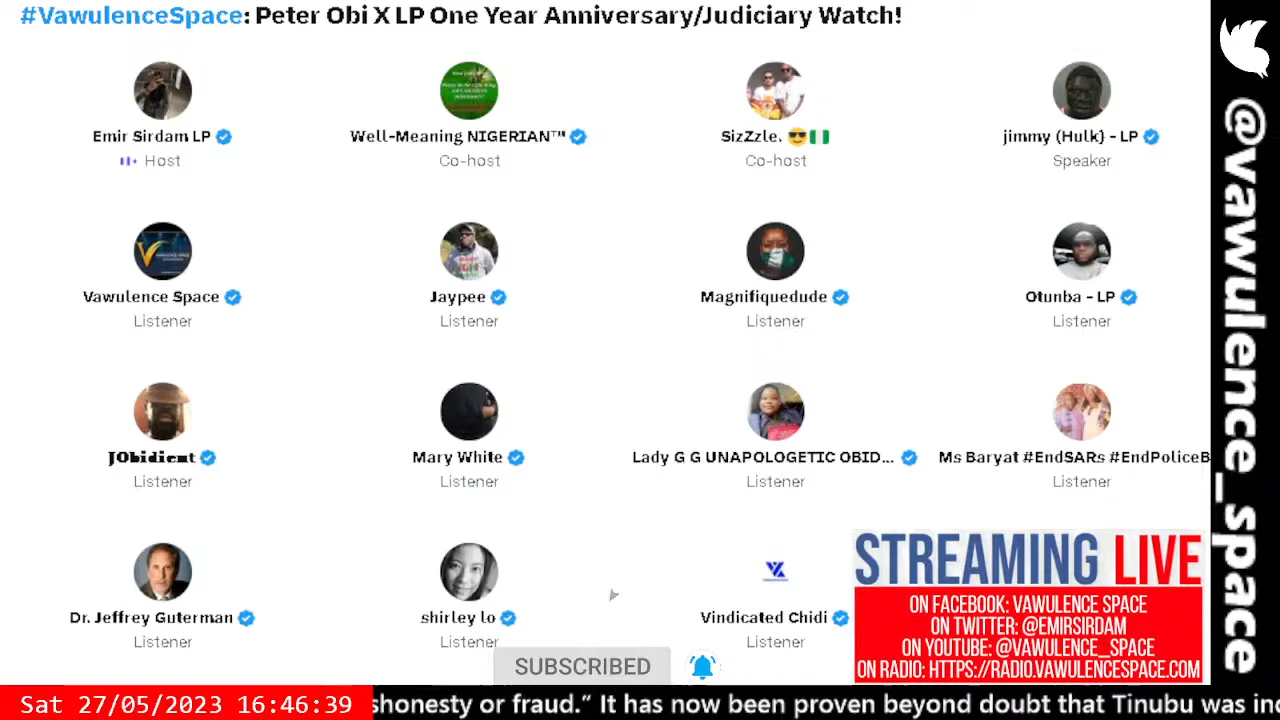 #VawulenceSpace: Peter Obi X LP One Year Anniversary/Judiciary Watch!
Emir Sirdam LP
Host
Well-Meaning NIGERIAN™
Co-host
SizZzle. 😎🇳🇬
Co-host
jimmy (Hulk) - LP
Speaker
Vawulence Space
Listener
Jaypee
Listener
Magnifiquedude
Listener
Otunba - LP
Listener
JObidient
Listener
Mary White
Listener
Lady G G UNAPOLOGETIC OBID...
Listener
Ms Baryat #EndSARs #EndPoliceB
Listener
Dr. Jeffrey Guterman
Listener
shirley lo
Listener
Vindicated Chidi
Listener
STREAMING LIVE
ON FACEBOOK: VAWULENCE SPACE
ON TWITTER: @EMIRSIRDAM
ON YOUTUBE: @VAWULENCE_SPACE
ON RADIO: HTTPS://RADIO.VAWULENCESPACE.COM
SUBSCRIBED
@vawulence_space
Sat 27/05/2023 16:46:39
shonesty or fraud.” It has now been proven beyond doubt that Tinubu was inc